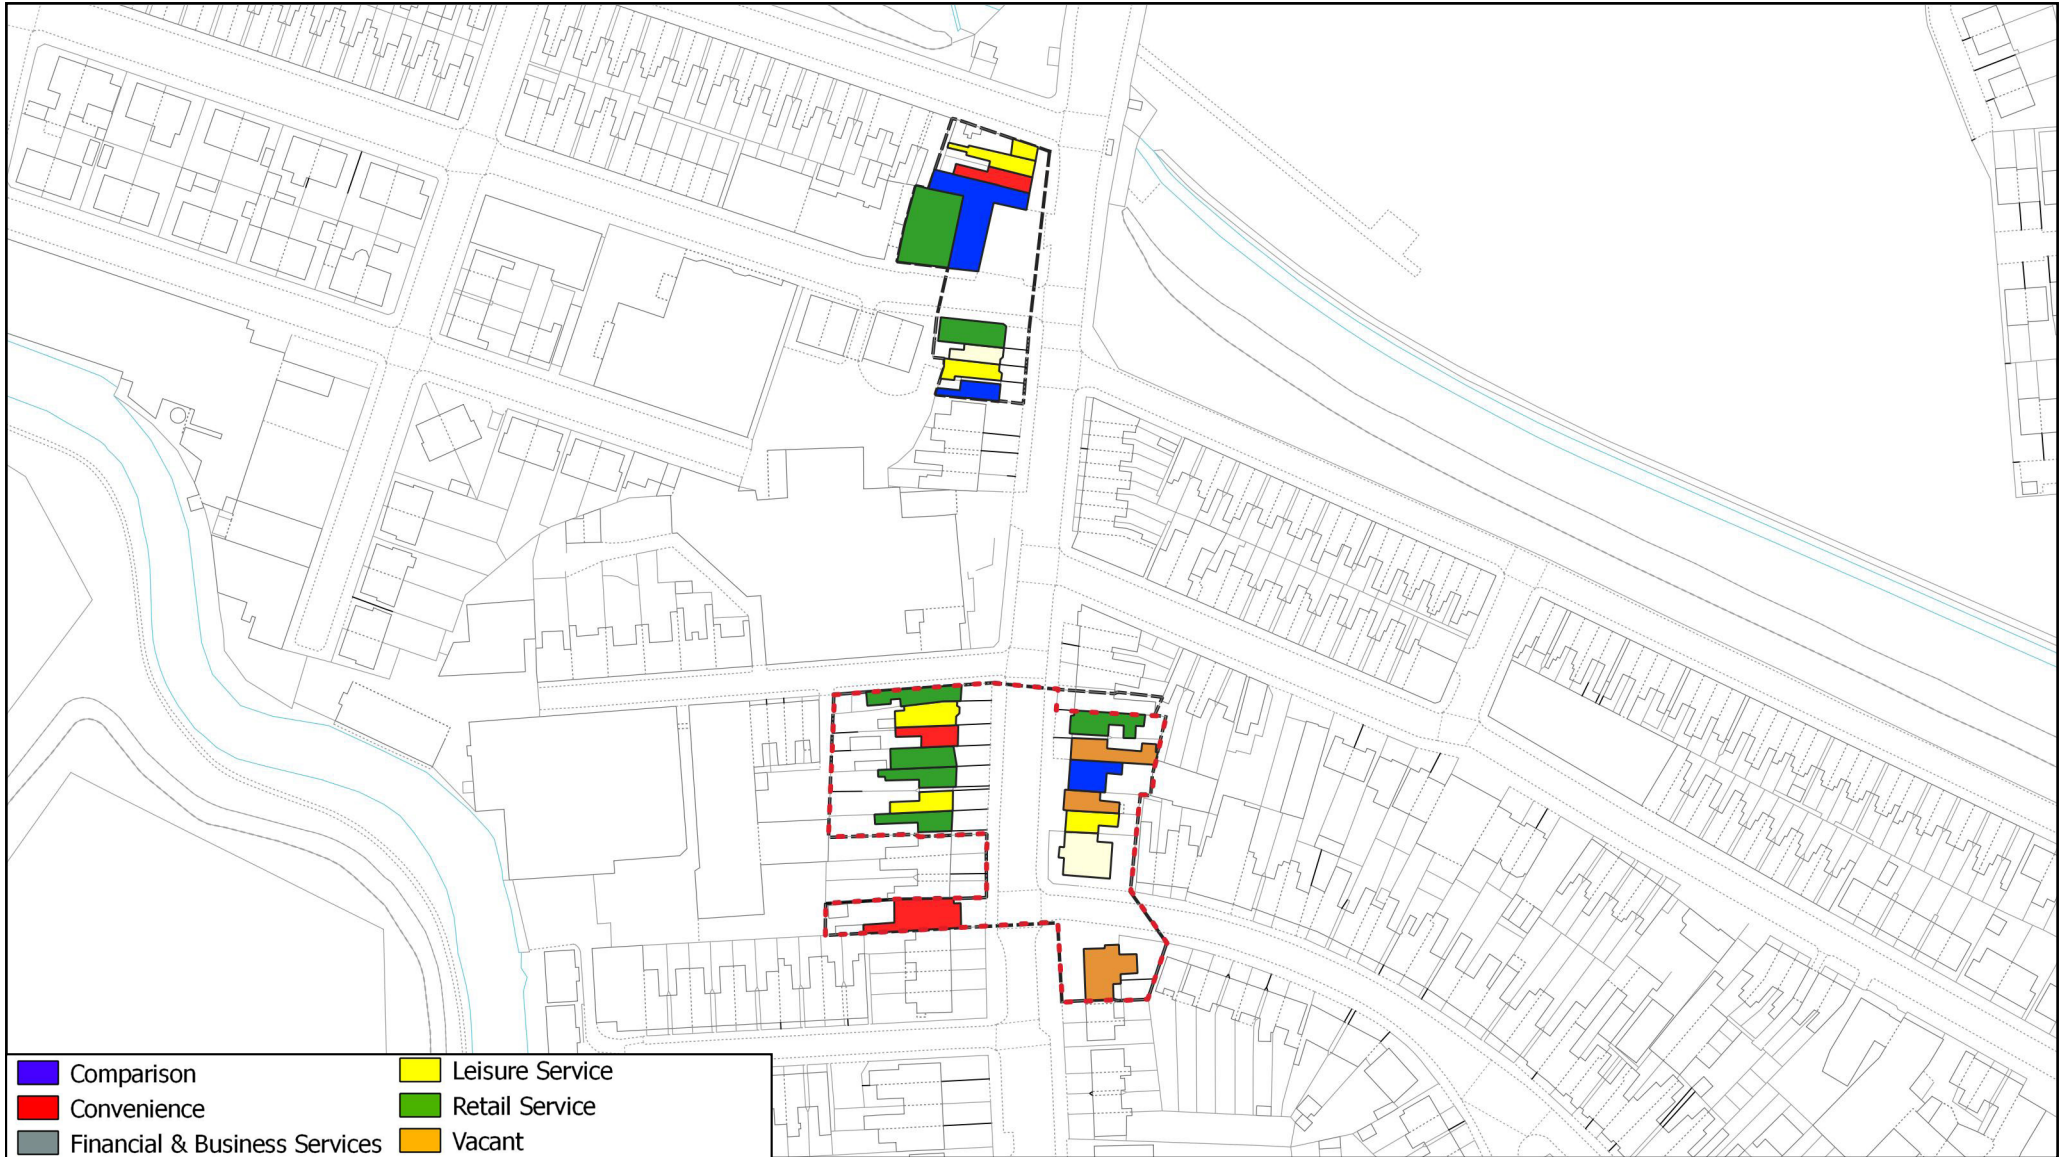 Comparison
Convenience
Financial & Business Services
Leisure Service
Retail Service
Vacant